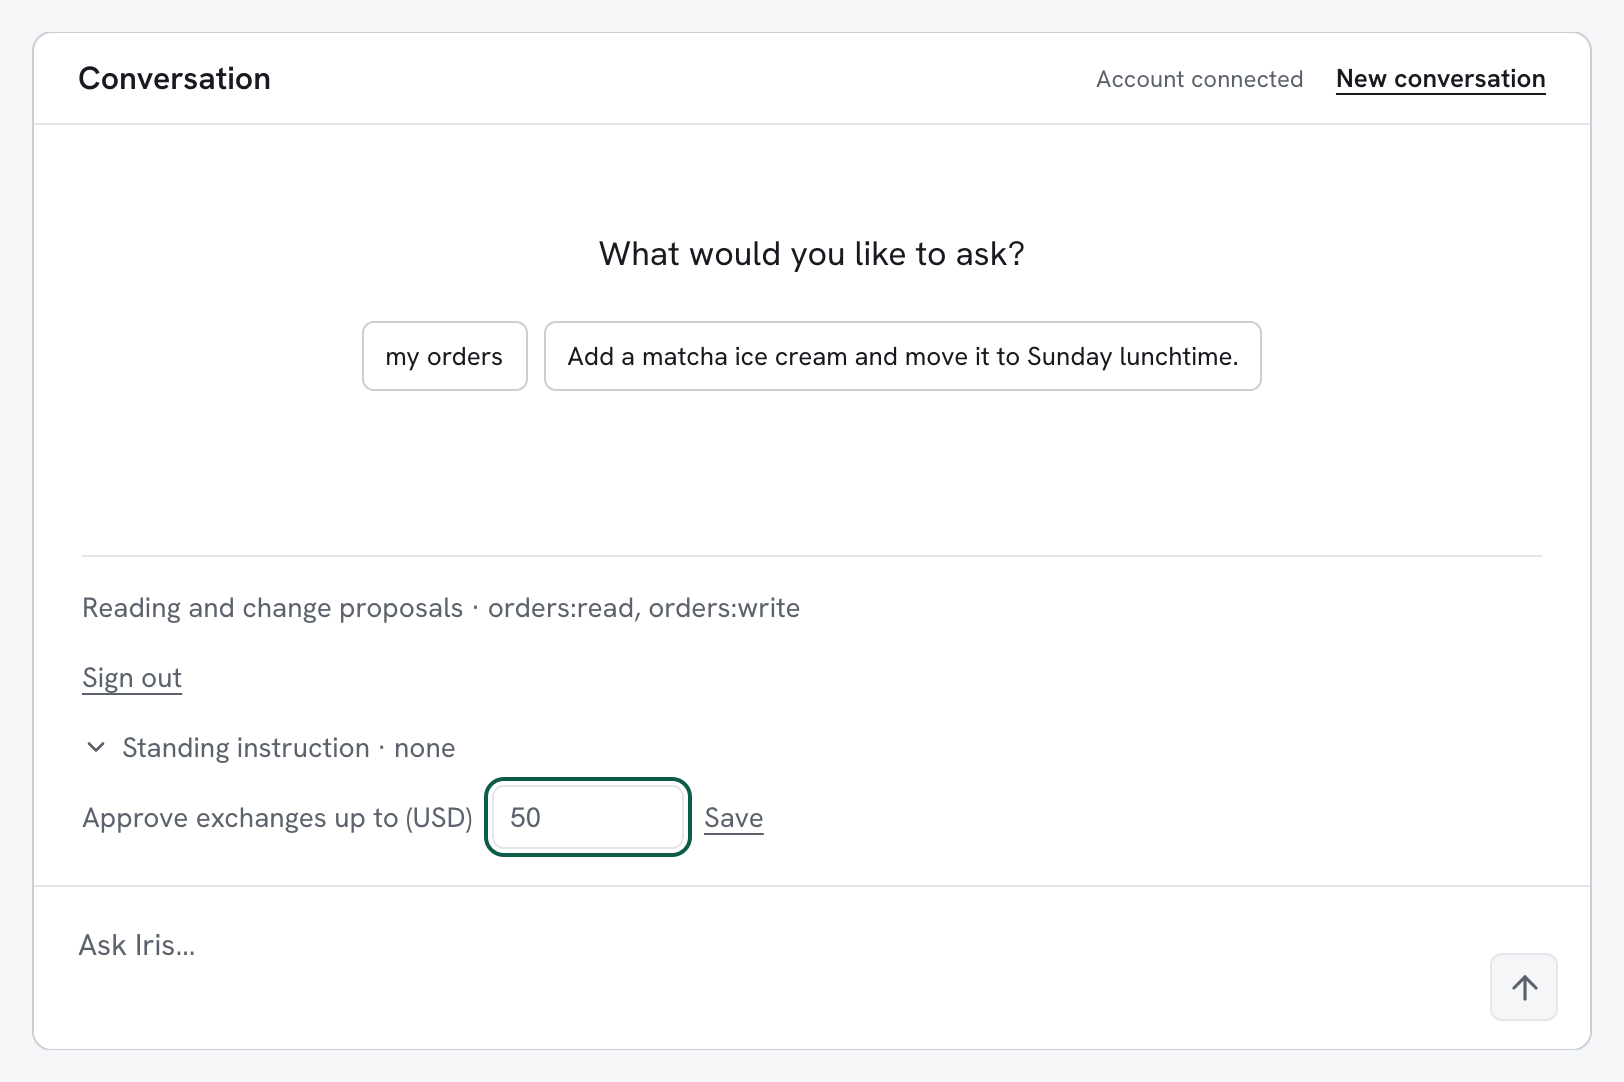 Conversation
Account connected
New conversation
What would you like to ask?
my orders
Add a matcha ice cream and move it to Sunday lunchtime.
Reading and change proposals · orders:read, orders:write
Sign out
Standing instruction · none
Approve exchanges up to (USD) 50 Save
Ask Iris...